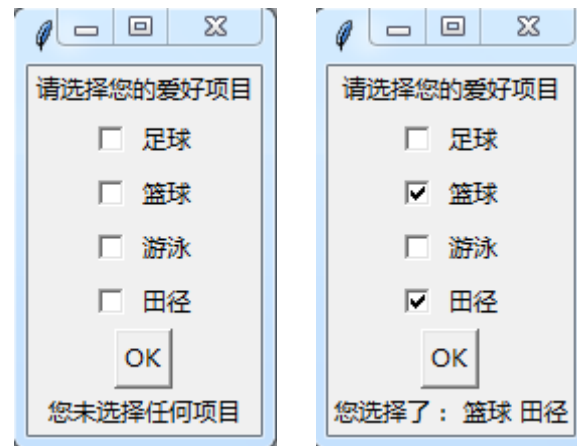 请选择您的爱好项目
足球
篮球
游泳
田径
OK
您未选择任何项目
请选择您的爱好项目
足球
篮球
游泳
田径
OK
您选择了： 篮球 田径